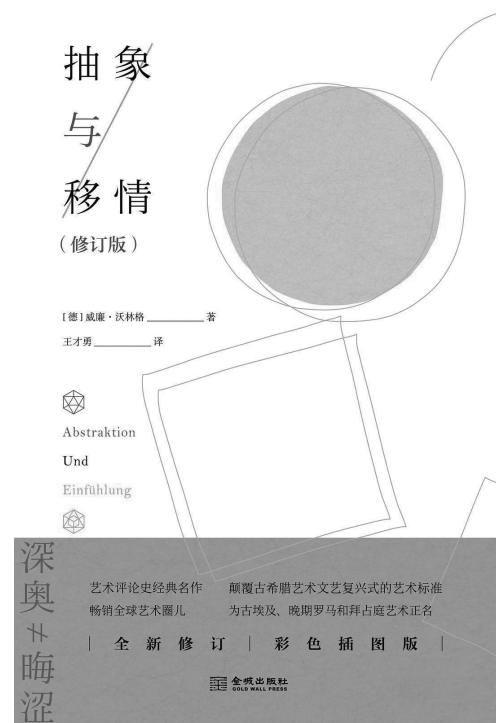 抽象
与
移情
（修订版）
［德］威廉·沃林格 著
王才勇 译
Abstraktion
Und
Einfühlung
深奥≠晦涩
艺术评论史经典名作 颠覆古希腊艺术文艺复兴式的艺术标准
畅销全球艺术圈儿 为古埃及、晚期罗马和拜占庭艺术正名
｜全新修订｜彩色插图版｜
金城出版社
GOLD WALL PRESS